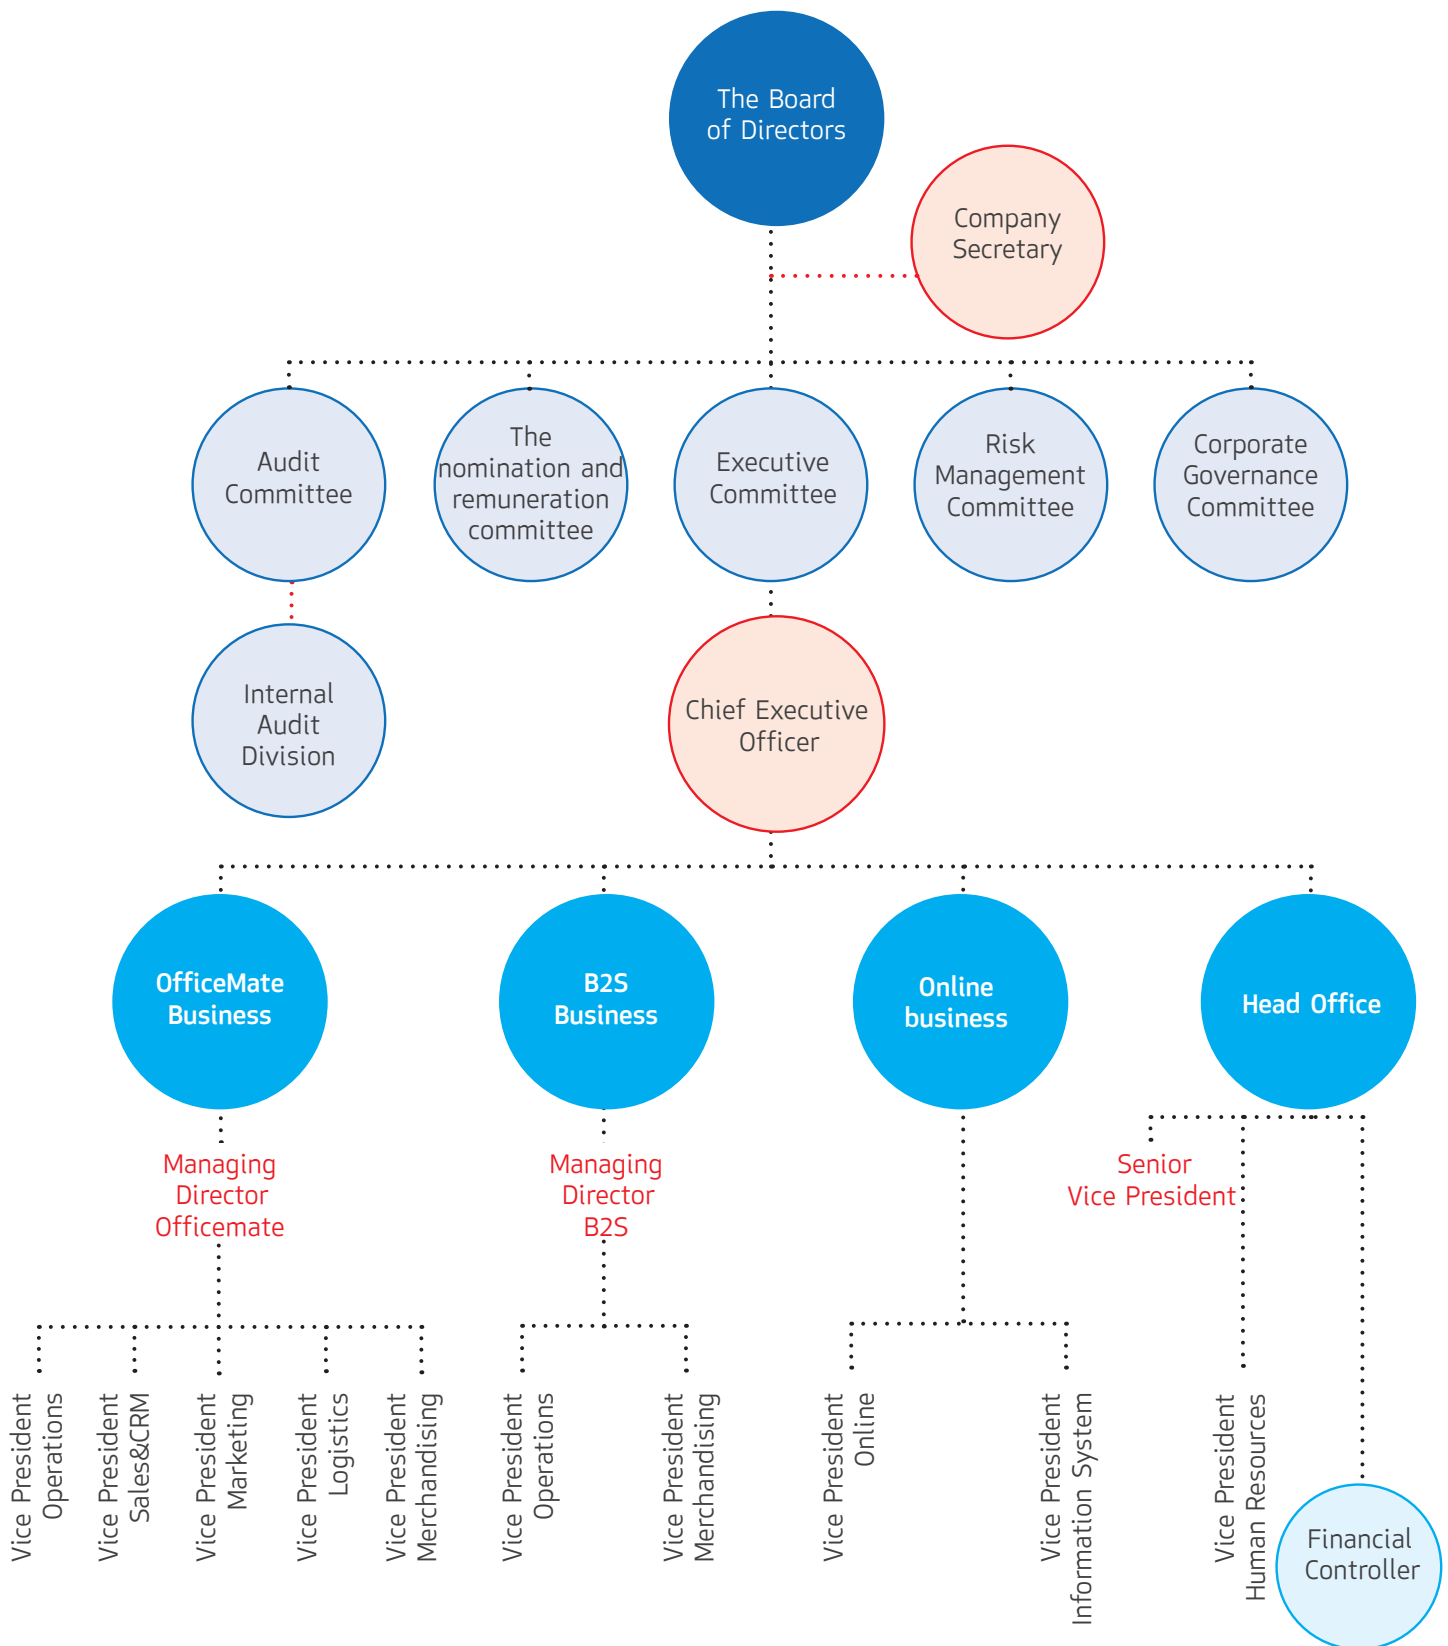 The Board
of Directors
Company
Secretary
Audit
Committee
The
nomination and
remuneration
committee
Executive
Committee
Risk
Management
Committee
Corporate
Governance
Committee
Internal
Audit
Division
Chief Executive
Officer
OfficeMate
Business
B2S
Business
Online
business
Head Office
Managing
Director
Officemate
Managing
Director
B2S
Senior
Vice President
Vice President
Operations
Vice President
Sales&CRM
Vice President
Marketing
Vice President
Logistics
Vice President
Merchandising
Vice President
Operations
Vice President
Merchandising
Vice President
Online
Vice President
Information System
Vice President
Human Resources
Financial
Controller